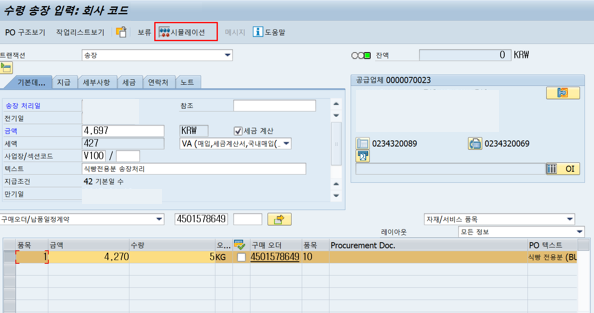 수령 송장 입력: 회사 코드
PO 구조보기 작업리스트보기 보류 시뮬레이션 메시지 도움말
트랜잭션 송장 잔액 0 KRW
기본데... 지급 세부사항 세금 연락처 노트
공급업체 0000070023
송장 처리일 참조
전기일
금액 4,697 KRW 세금 계산
세액 427 VA (매입,세금계산서,국내매입(...
0234320089 0234320069
사업장/섹션코드 V100 /
텍스트 식빵전용분 송장처리
지급조건 42 기본일 수
OI
만기일
구매오더/납품일정계약 4501578649 자재/서비스 품목
레이아웃 모든 정보
품목 금액 수량 오... 구매 오더 품목 Procurement Doc. PO 텍스트
1 4,270 5 KG 4501578649 10 식빵 전용분 (BU